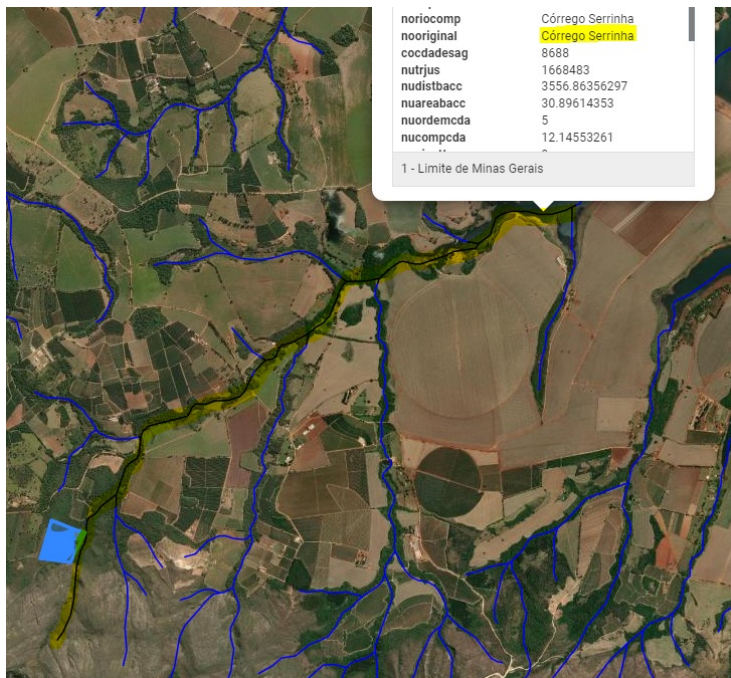 noriocomp Córrego Serrinha
nooriginal Córrego Serrinha
cocdadesag 8688
nutrjus 1668483
nudistbacc 3556.86356297
nuareabacc 30.89614353
nuordemcda 5
nucompcda 12.14553261
1 - Limite de Minas Gerais